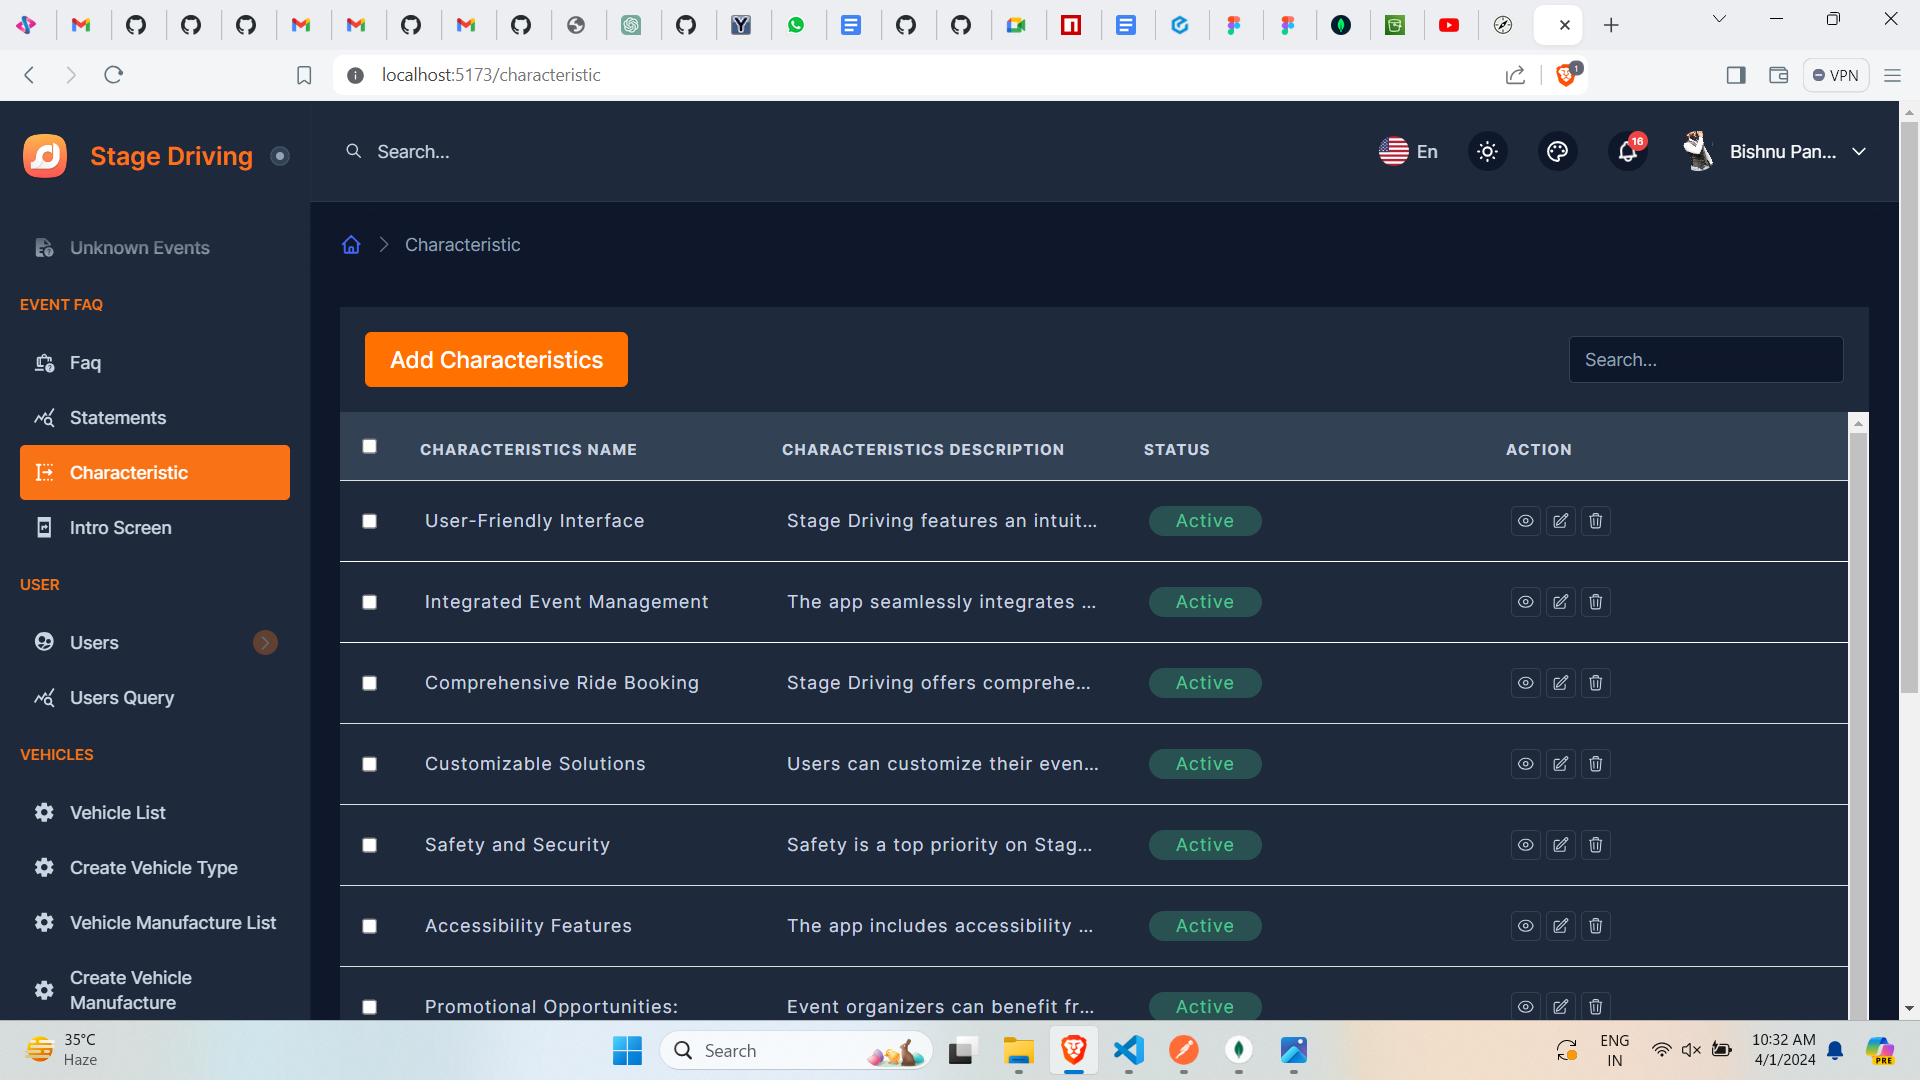 localhost:5173/characteristic
1
VPN
Stage Driving
Search...
En
16
Bishnu Pan...
Unknown Events
Characteristic
EVENT FAQ
Faq
Statements
Characteristic
Intro Screen
USER
Users
Users Query
VEHICLES
Vehicle List
Create Vehicle Type
Vehicle Manufacture List
Create Vehicle
Manufacture
Add Characteristics
Search...
CHARACTERISTICS NAME CHARACTERISTICS DESCRIPTION STATUS ACTION
User-Friendly Interface Stage Driving features an intuit... Active
Integrated Event Management The app seamlessly integrates ... Active
Comprehensive Ride Booking Stage Driving offers comprehe... Active
Customizable Solutions Users can customize their even... Active
Safety and Security Safety is a top priority on Stag... Active
Accessibility Features The app includes accessibility ... Active
Promotional Opportunities: Event organizers can benefit fr... Active
35°C
Haze
Search
ENG
IN
10:32 AM
4/1/2024
PRE